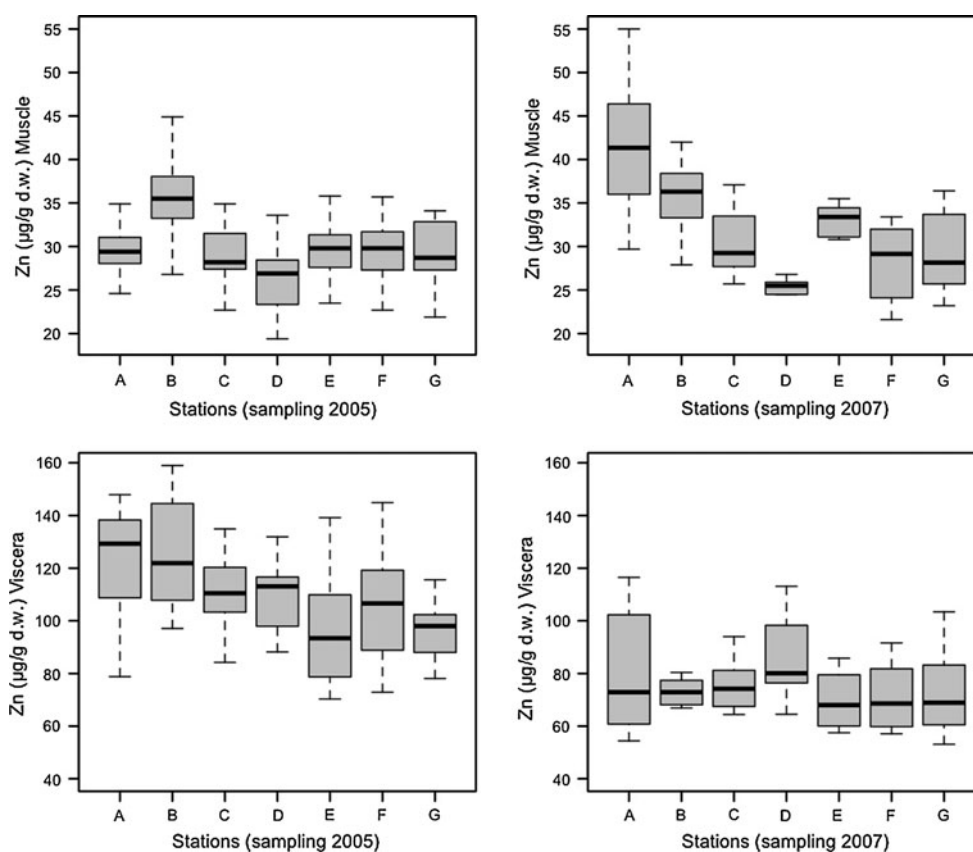 Zn (µg/g d.w.) Muscle
55
50
45
40
35
30
25
20
A B C D E F G
Stations (sampling 2005)
Zn (µg/g d.w.) Muscle
55
50
45
40
35
30
25
20
A B C D E F G
Stations (sampling 2007)
Zn (µg/g d.w.) Viscera
160
140
120
100
80
60
40
A B C D E F G
Stations (sampling 2005)
Zn (µg/g d.w.) Viscera
160
140
120
100
80
60
40
A B C D E F G
Stations (sampling 2007)